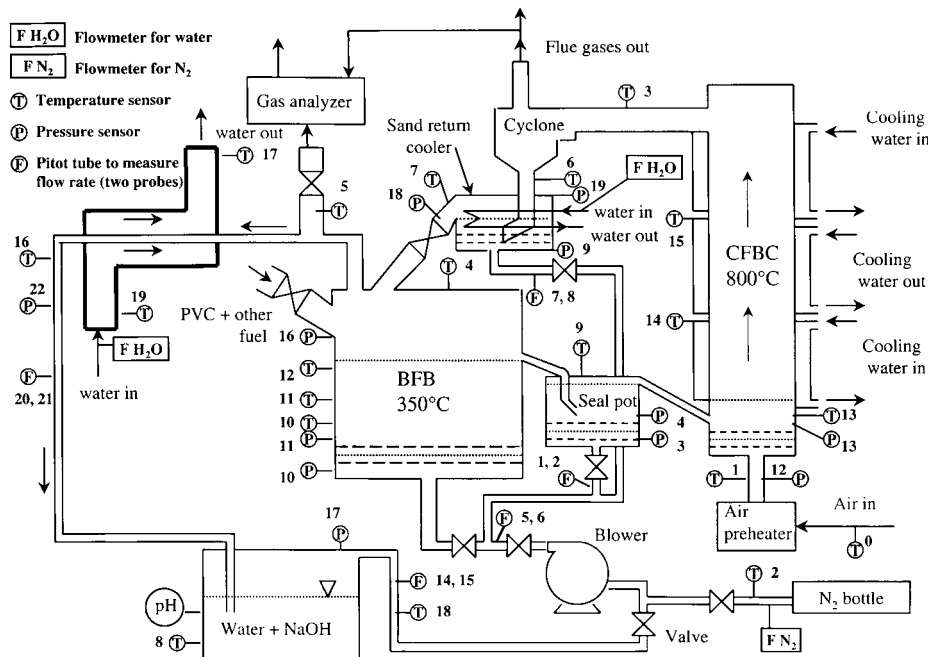 F H₂O Flowmeter for water
F N₂ Flowmeter for N₂
T Temperature sensor
P Pressure sensor
F Pitot tube to measure
flow rate (two probes)
water out
T 17
16
T
22
P
F
20, 21
19
T
F H₂O
water in
Gas analyzer
5
T
Flue gases out
Cyclone
Sand return
cooler
7
T
18
P
6
T
19
P
F H₂O
water in
water out
9
P
4
T
F
7, 8
T 3
Cooling
water in
CFBC
800°C
T
15
14 T
Cooling
water out
Cooling
water in
T 13
P
13
1
T
12
P
Air
preheater
Air in
T 0
PVC + other
fuel
16 P
12 T
11 T
10 T
11 P
10 P
BFB
350°C
9
T
Seal pot
P
4
P
3
1, 2
F
F 5, 6
Blower
17
P
F 14, 15
T 18
pH
8 T
Water + NaOH
Valve
T 2
N₂ bottle
F N₂